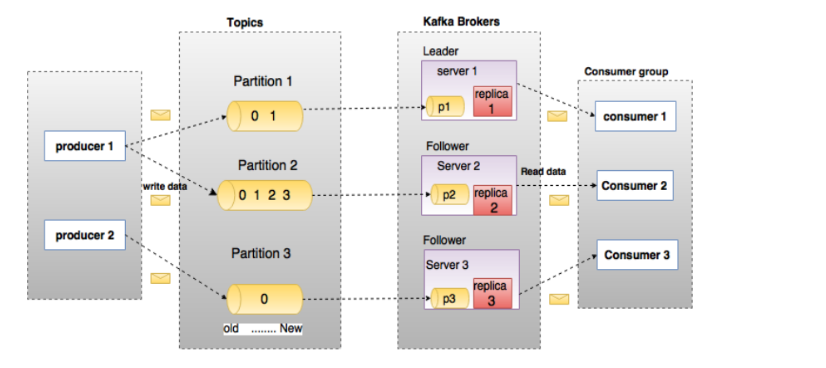 Topics
Kafka Brokers
Leader
server 1
p1
replica
1
Consumer group
consumer 1
Partition 1
0 1
producer 1
write data
Partition 2
0 1 2 3
Follower
Server 2
p2
replica
2
Read data
Consumer 2
producer 2
Partition 3
0
old ........ New
Follower
Server 3
p3
replica
3
Consumer 3